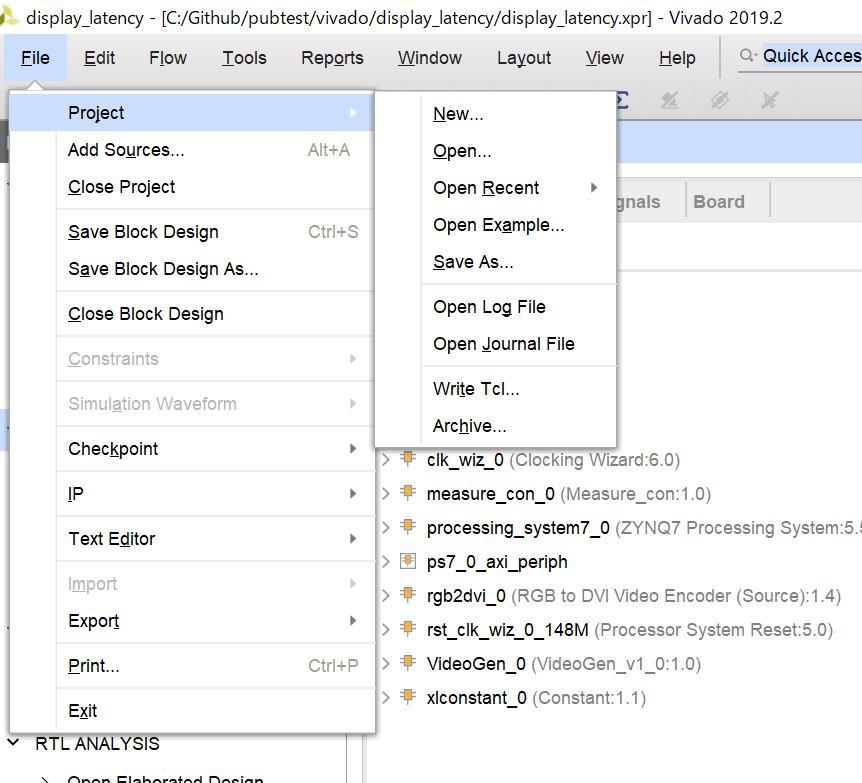 display_latency - [C:/Github/pubtest/vivado/display_latency/display_latency.xpr] - Vivado 2019.2
File Edit Flow Tools Reports Window Layout View Help Quick Acces
Project
Add Sources... Alt+A
Close Project
Save Block Design Ctrl+S
Save Block Design As...
Close Block Design
Constraints
Simulation Waveform
Checkpoint
IP
Text Editor
Import
Export
Print... Ctrl+P
Exit
New...
Open...
Open Recent
Open Example...
Save As...
Open Log File
Open Journal File
Write Tcl...
Archive...
gnals Board
clk_wiz_0 (Clocking Wizard:6.0)
measure_con_0 (Measure_con:1.0)
processing_system7_0 (ZYNQ7 Processing System:5.5
ps7_0_axi_periph
rgb2dvi_0 (RGB to DVI Video Encoder (Source):1.4)
rst_clk_wiz_0_148M (Processor System Reset:5.0)
VideoGen_0 (VideoGen_v1_0:1.0)
xlconstant_0 (Constant:1.1)
RTL ANALYSIS
Open Elaborated Design